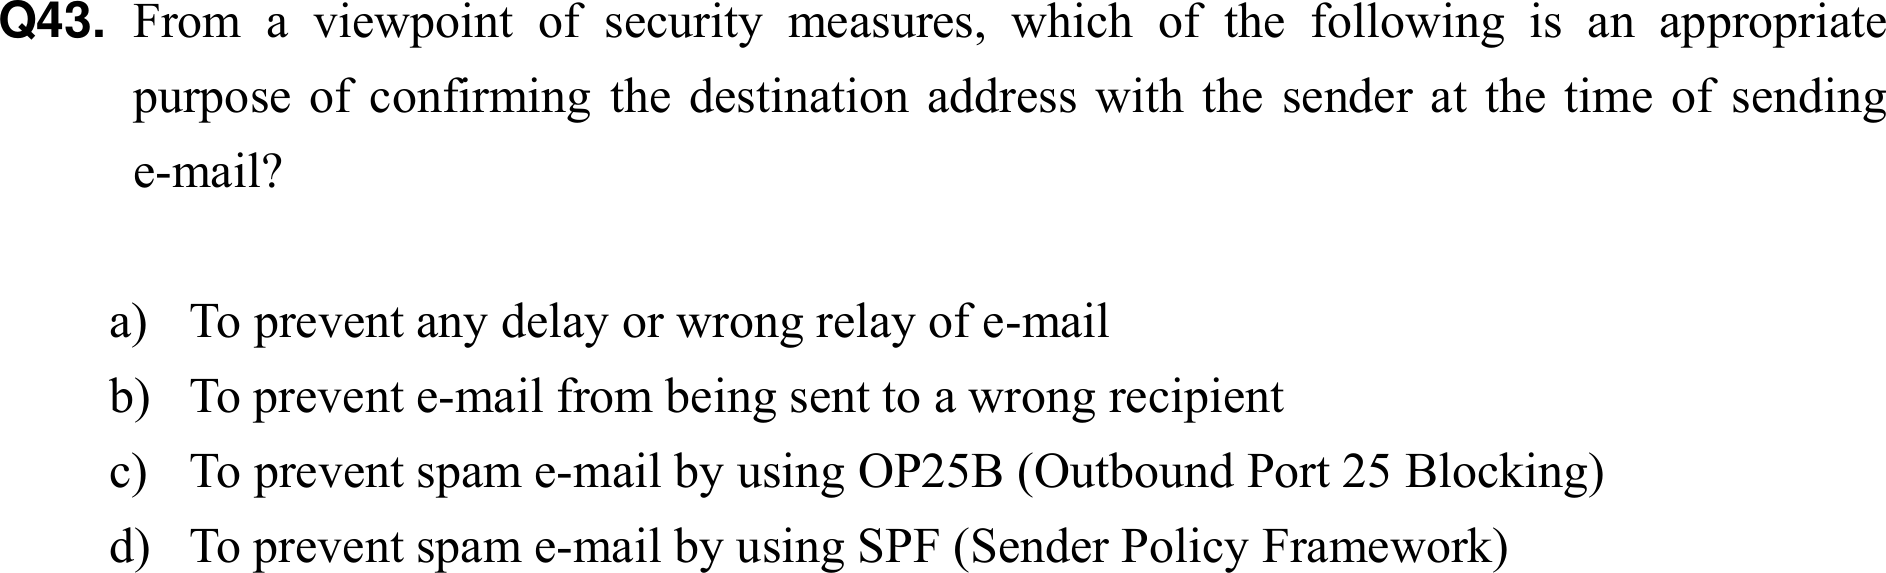 Q43. From a viewpoint of security measures, which of the following is an appropriate
purpose of confirming the destination address with the sender at the time of sending
e-mail?
a) To prevent any delay or wrong relay of e-mail
b) To prevent e-mail from being sent to a wrong recipient
c) To prevent spam e-mail by using OP25B (Outbound Port 25 Blocking)
d) To prevent spam e-mail by using SPF (Sender Policy Framework)